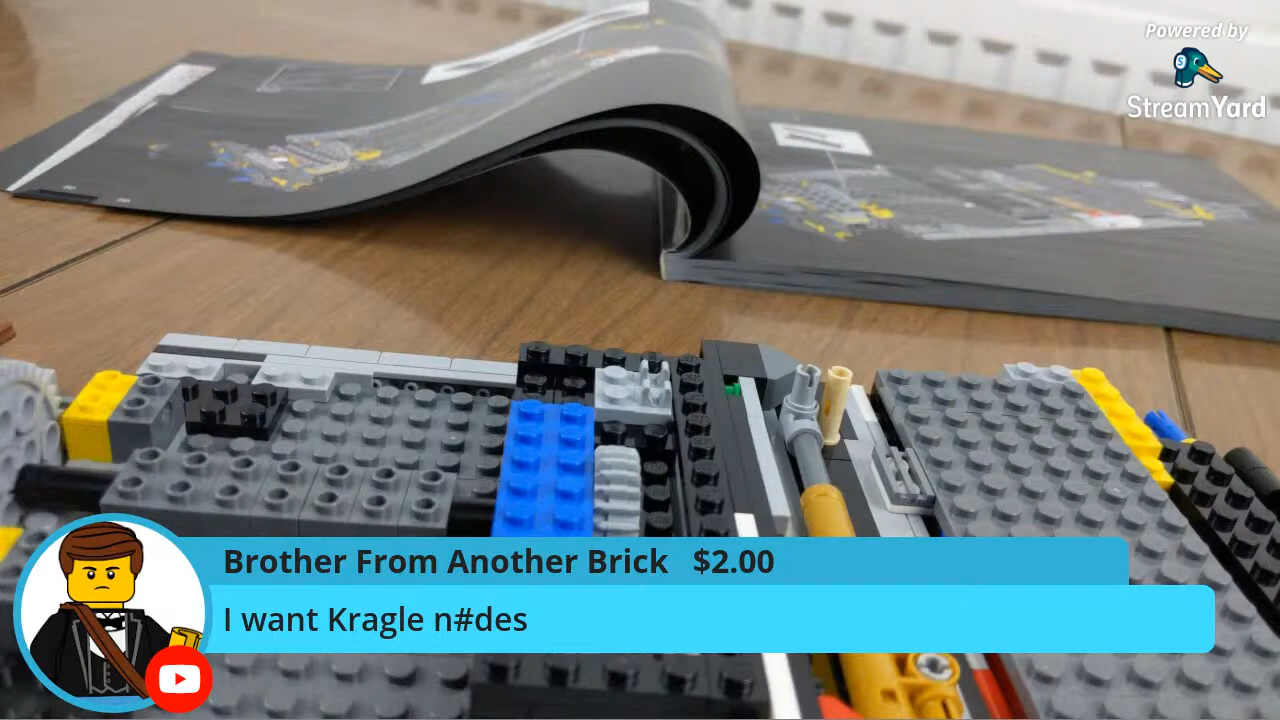 Powered by
StreamYard
Brother From Another Brick $2.00
I want Kragle n#des